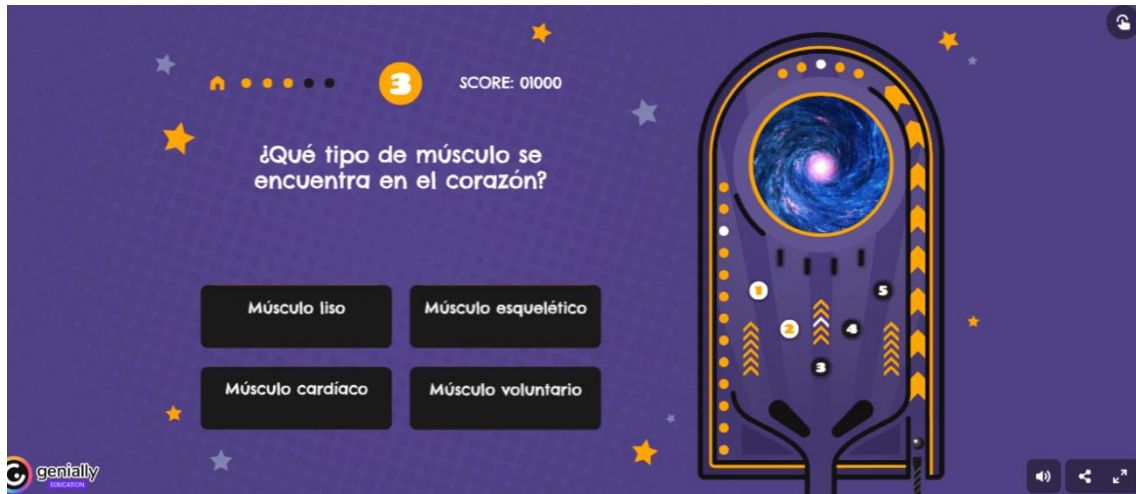 3
SCORE: 01000
¿Qué tipo de músculo se
encuentra en el corazón?
Músculo liso
Músculo esquelético
Músculo cardíaco
Músculo voluntario
1
5
2
4
3
genially
EDUCATION